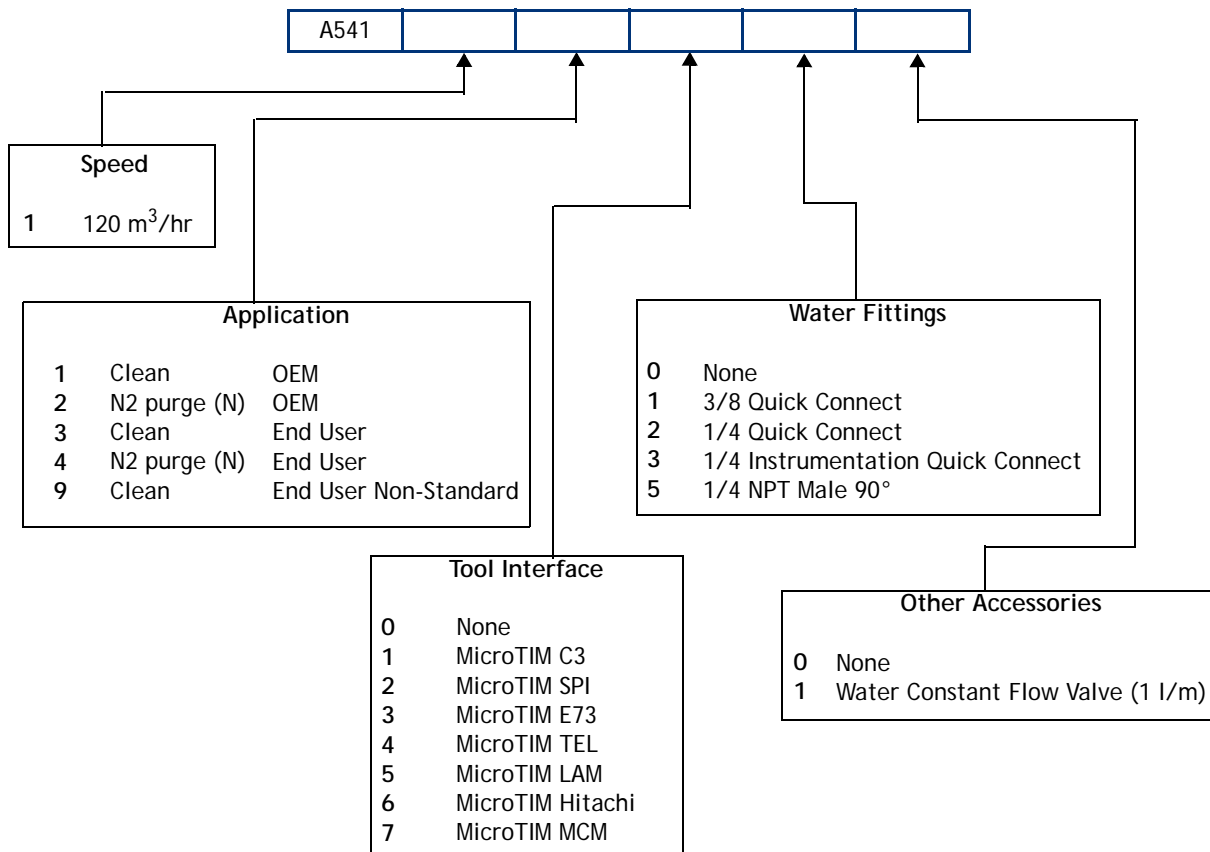 A541
Speed
1 120 m³/hr
Application
1 Clean OEM
2 N2 purge (N) OEM
3 Clean End User
4 N2 purge (N) End User
9 Clean End User Non-Standard
Water Fittings
0 None
1 3/8 Quick Connect
2 1/4 Quick Connect
3 1/4 Instrumentation Quick Connect
5 1/4 NPT Male 90°
Tool Interface
0 None
1 MicroTIM C3
2 MicroTIM SPI
3 MicroTIM E73
4 MicroTIM TEL
5 MicroTIM LAM
6 MicroTIM Hitachi
7 MicroTIM MCM
Other Accessories
0 None
1 Water Constant Flow Valve (1 l/m)